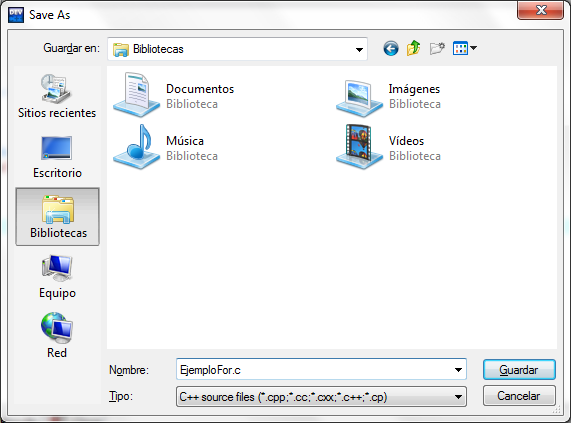 DEV Save As
Guardar en: Bibliotecas
Sitios recientes
Escritorio
Bibliotecas
Equipo
Red
Documentos
Biblioteca
Imágenes
Biblioteca
Música
Biblioteca
Vídeos
Biblioteca
Nombre: EjemploFor.c Guardar
Tipo: C++ source files (*.cpp;*.cc;*.cxx;*.c++;*.cp) Cancelar